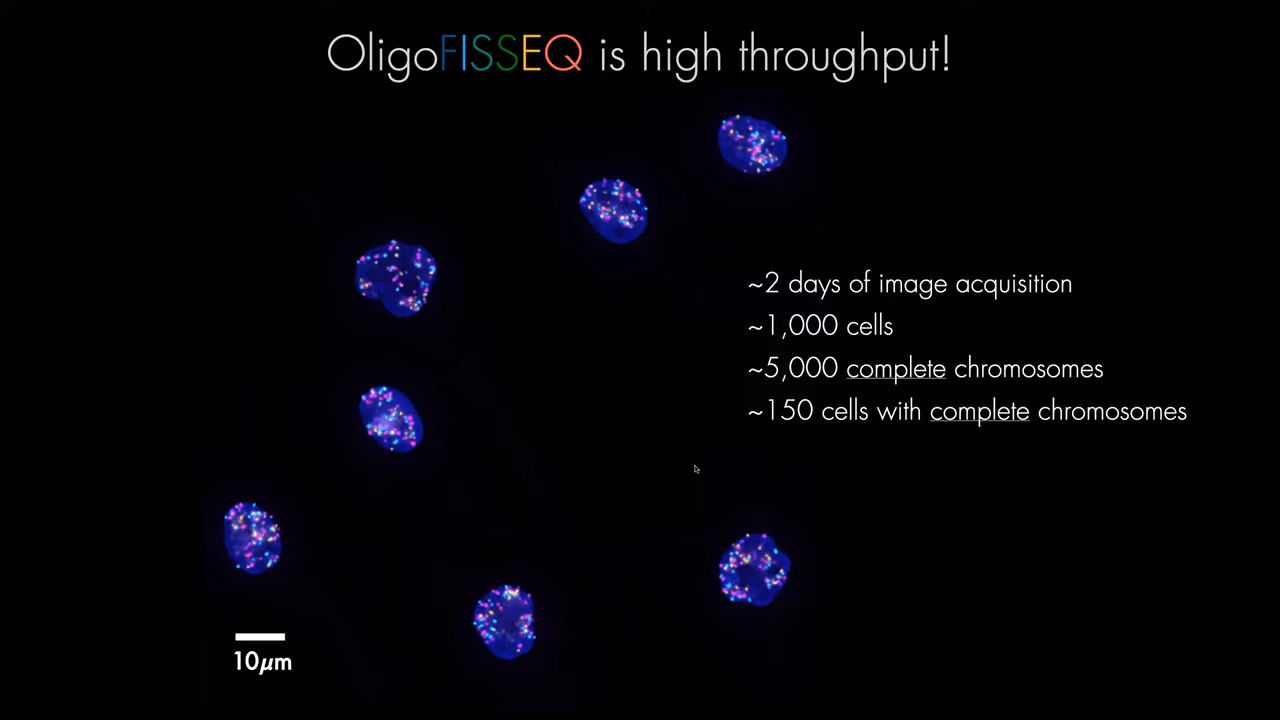 OligoFISSEQ is high throughput!
~2 days of image acquisition
~1,000 cells
~5,000 complete chromosomes
~150 cells with complete chromosomes
10μm